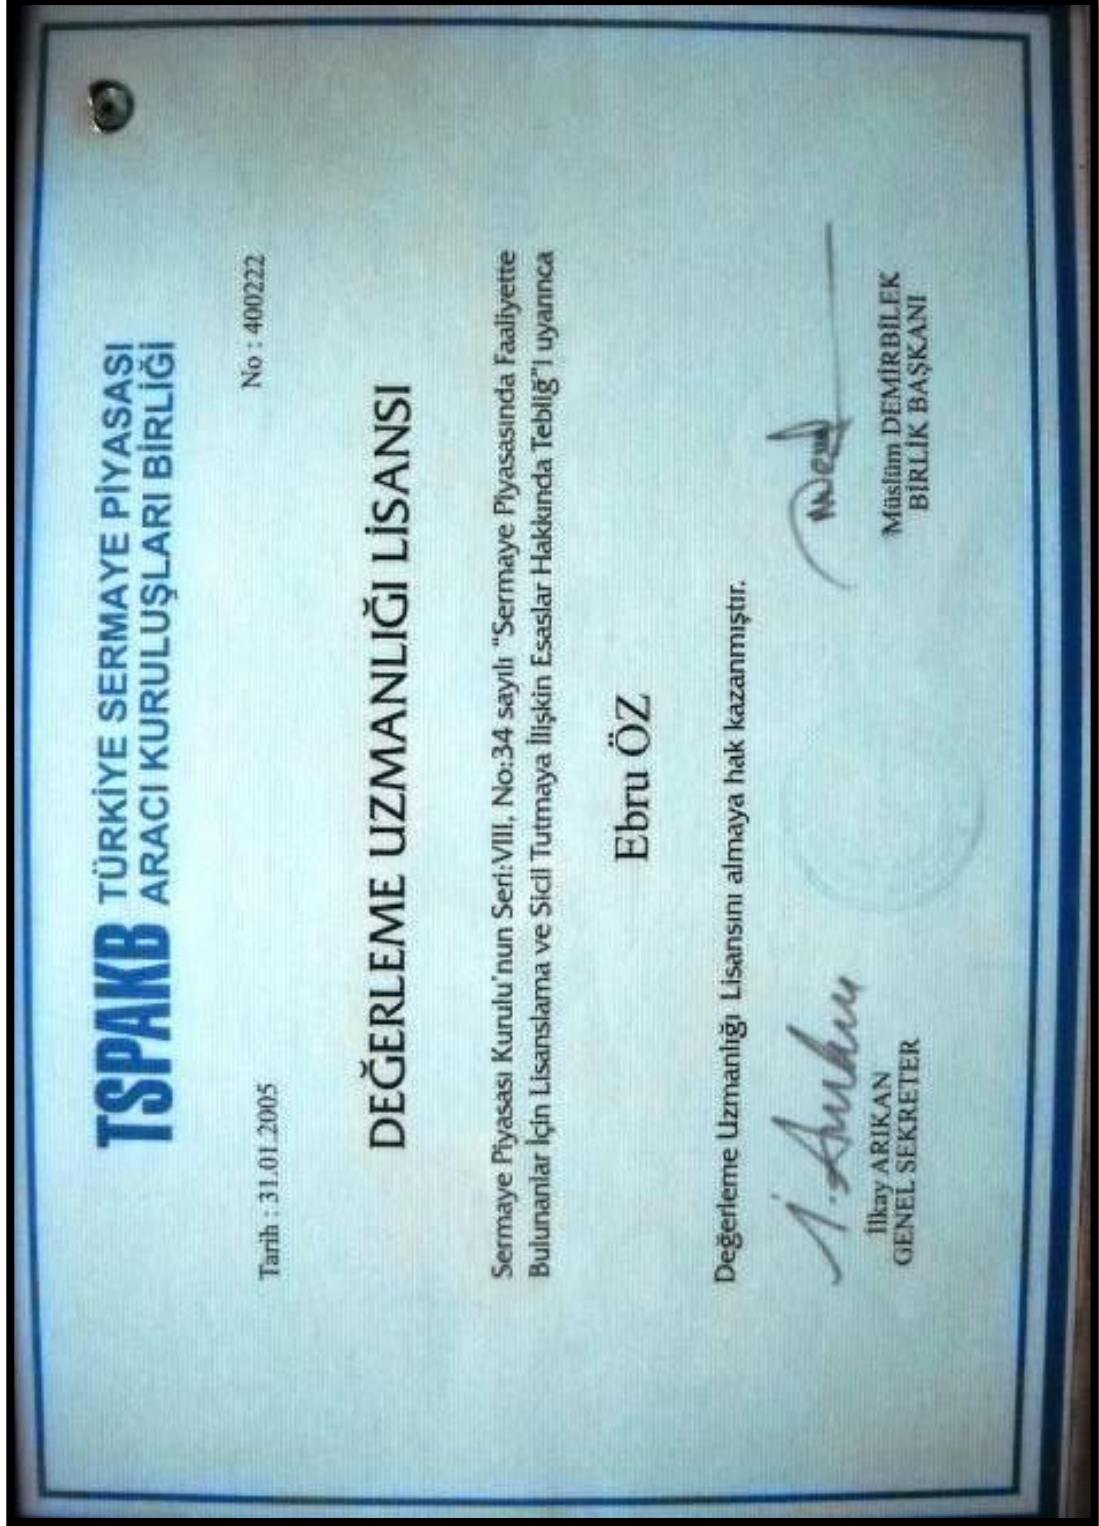 TSPAKB TÜRKİYE SERMAYE PİYASASI
ARACI KURULUŞLARI BİRLİĞİ
Tarih : 31.01.2005
No : 400222
DEĞERLEME UZMANLIĞI LİSANSI
Sermaye Piyasası Kurulu'nun Seri:VIII, No:34 sayılı "Sermaye Piyasasında Faaliyette
Bulunanlar İçin Lisanslama ve Sicil Tutmaya İlişkin Esaslar Hakkında Tebliğ"i uyarınca
Ebru ÖZ
Değerleme Uzmanlığı Lisansını almaya hak kazanmıştır.
İ. Arıkan
İlkay ARIKAN
GENEL SEKRETER
Müslüm DEMİRBİLEK
BİRLİK BAŞKANI